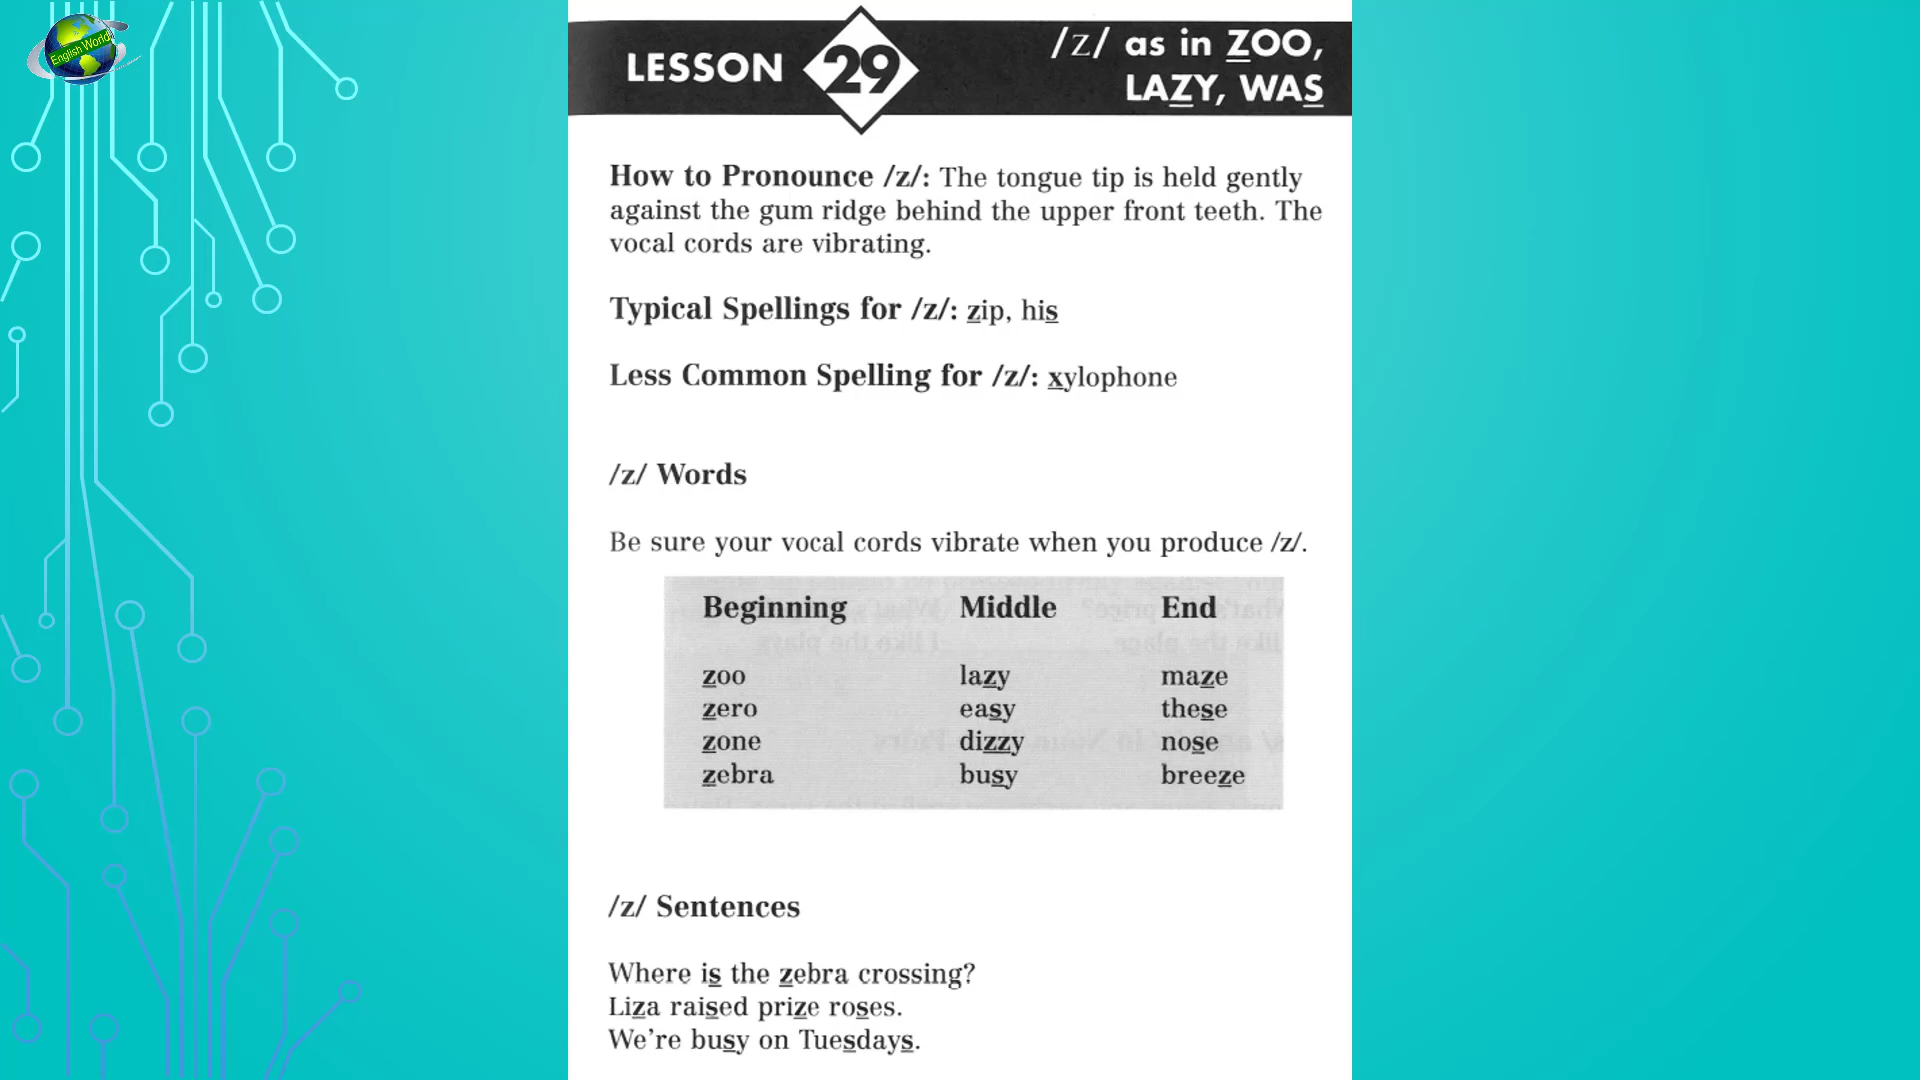 English World
LESSON 29
/z/ as in ZOO,
LAZY, WAS
How to Pronounce /z/: The tongue tip is held gently
against the gum ridge behind the upper front teeth. The
vocal cords are vibrating.
Typical Spellings for /z/: zip, his
Less Common Spelling for /z/: xylophone
/z/ Words
Be sure your vocal cords vibrate when you produce /z/.
Beginning Middle End
zoo lazy maze
zero easy these
zone dizzy nose
zebra busy breeze
/z/ Sentences
Where is the zebra crossing?
Liza raised prize roses.
We're busy on Tuesdays.